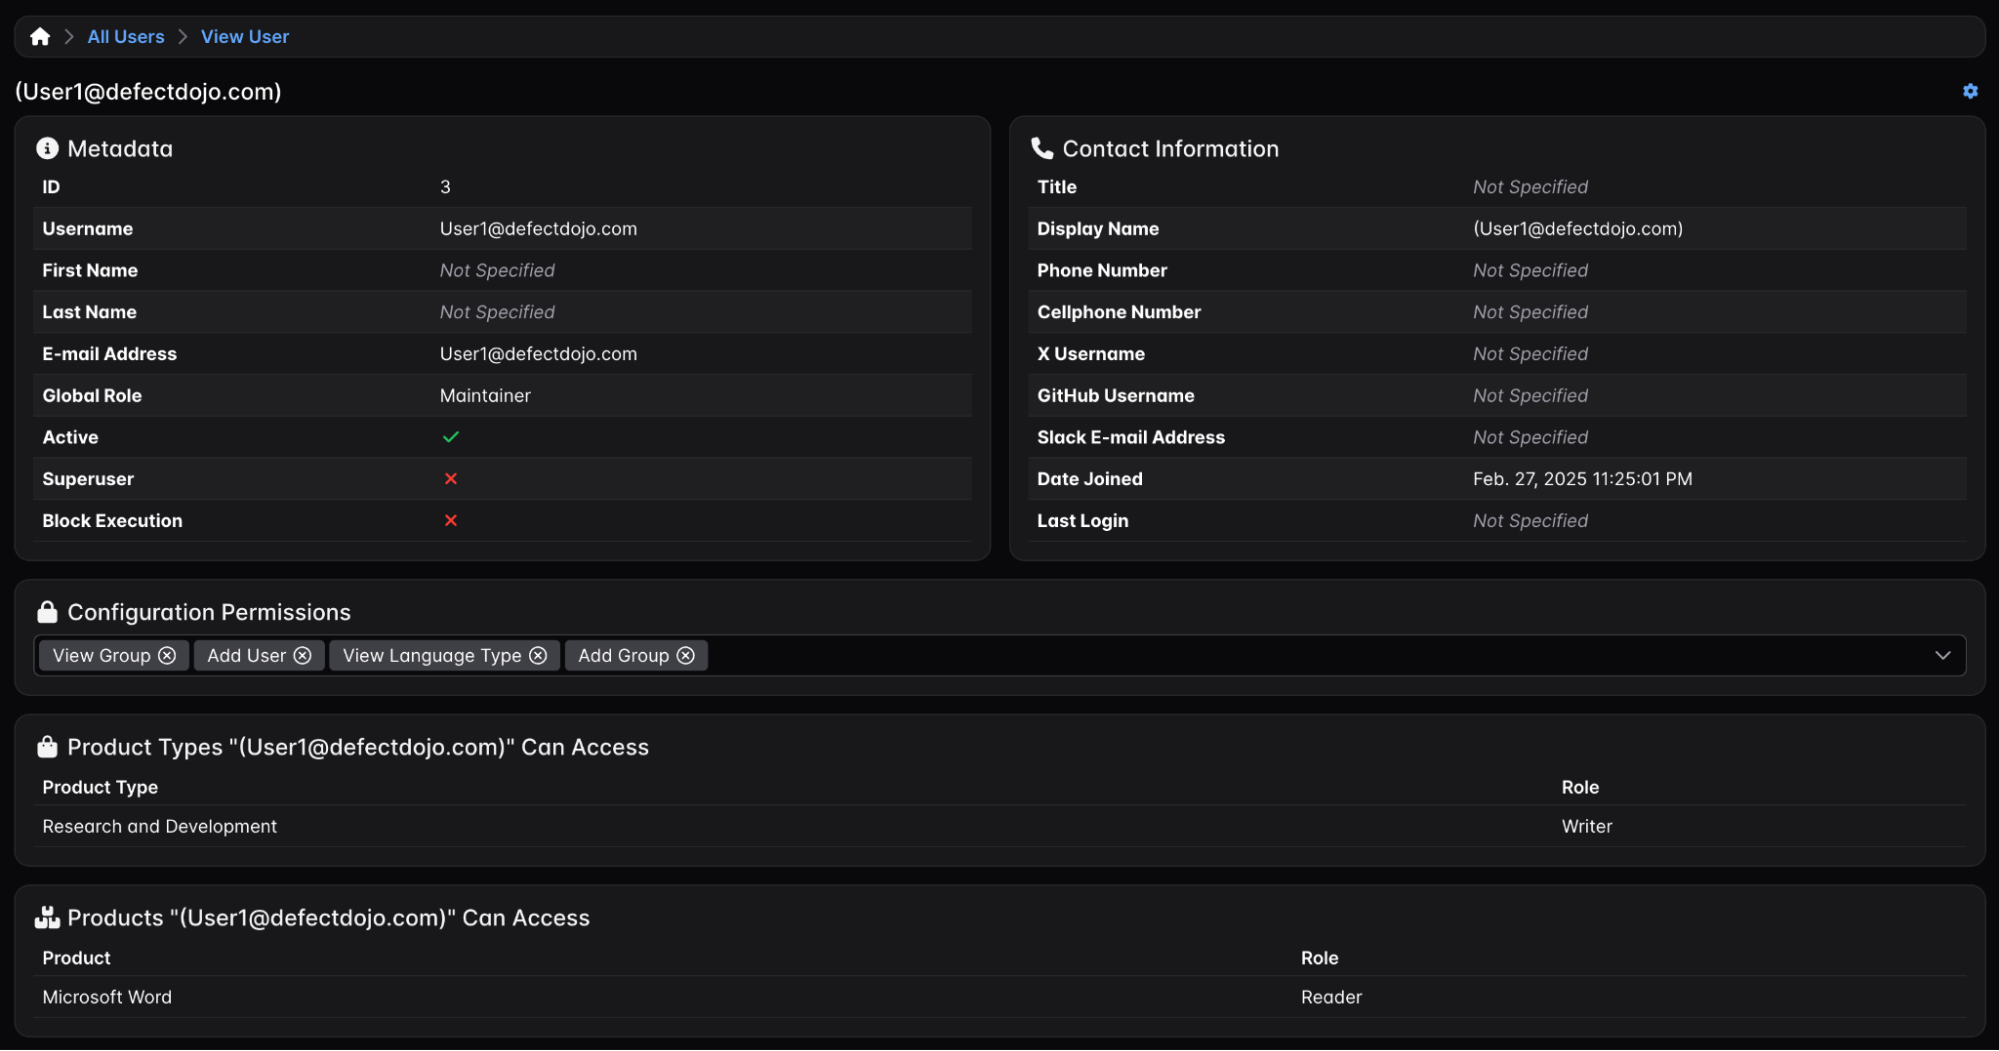 All Users > View User
(User1@defectdojo.com)
Metadata
ID 3
Username User1@defectdojo.com
First Name Not Specified
Last Name Not Specified
E-mail Address User1@defectdojo.com
Global Role Maintainer
Active
Superuser
Block Execution
Contact Information
Title Not Specified
Display Name (User1@defectdojo.com)
Phone Number Not Specified
Cellphone Number Not Specified
X Username Not Specified
GitHub Username Not Specified
Slack E-mail Address Not Specified
Date Joined Feb. 27, 2025 11:25:01 PM
Last Login Not Specified
Configuration Permissions
View Group Add User View Language Type Add Group
Product Types "(User1@defectdojo.com)" Can Access
Product Type Role
Research and Development Writer
Products "(User1@defectdojo.com)" Can Access
Product Role
Microsoft Word Reader